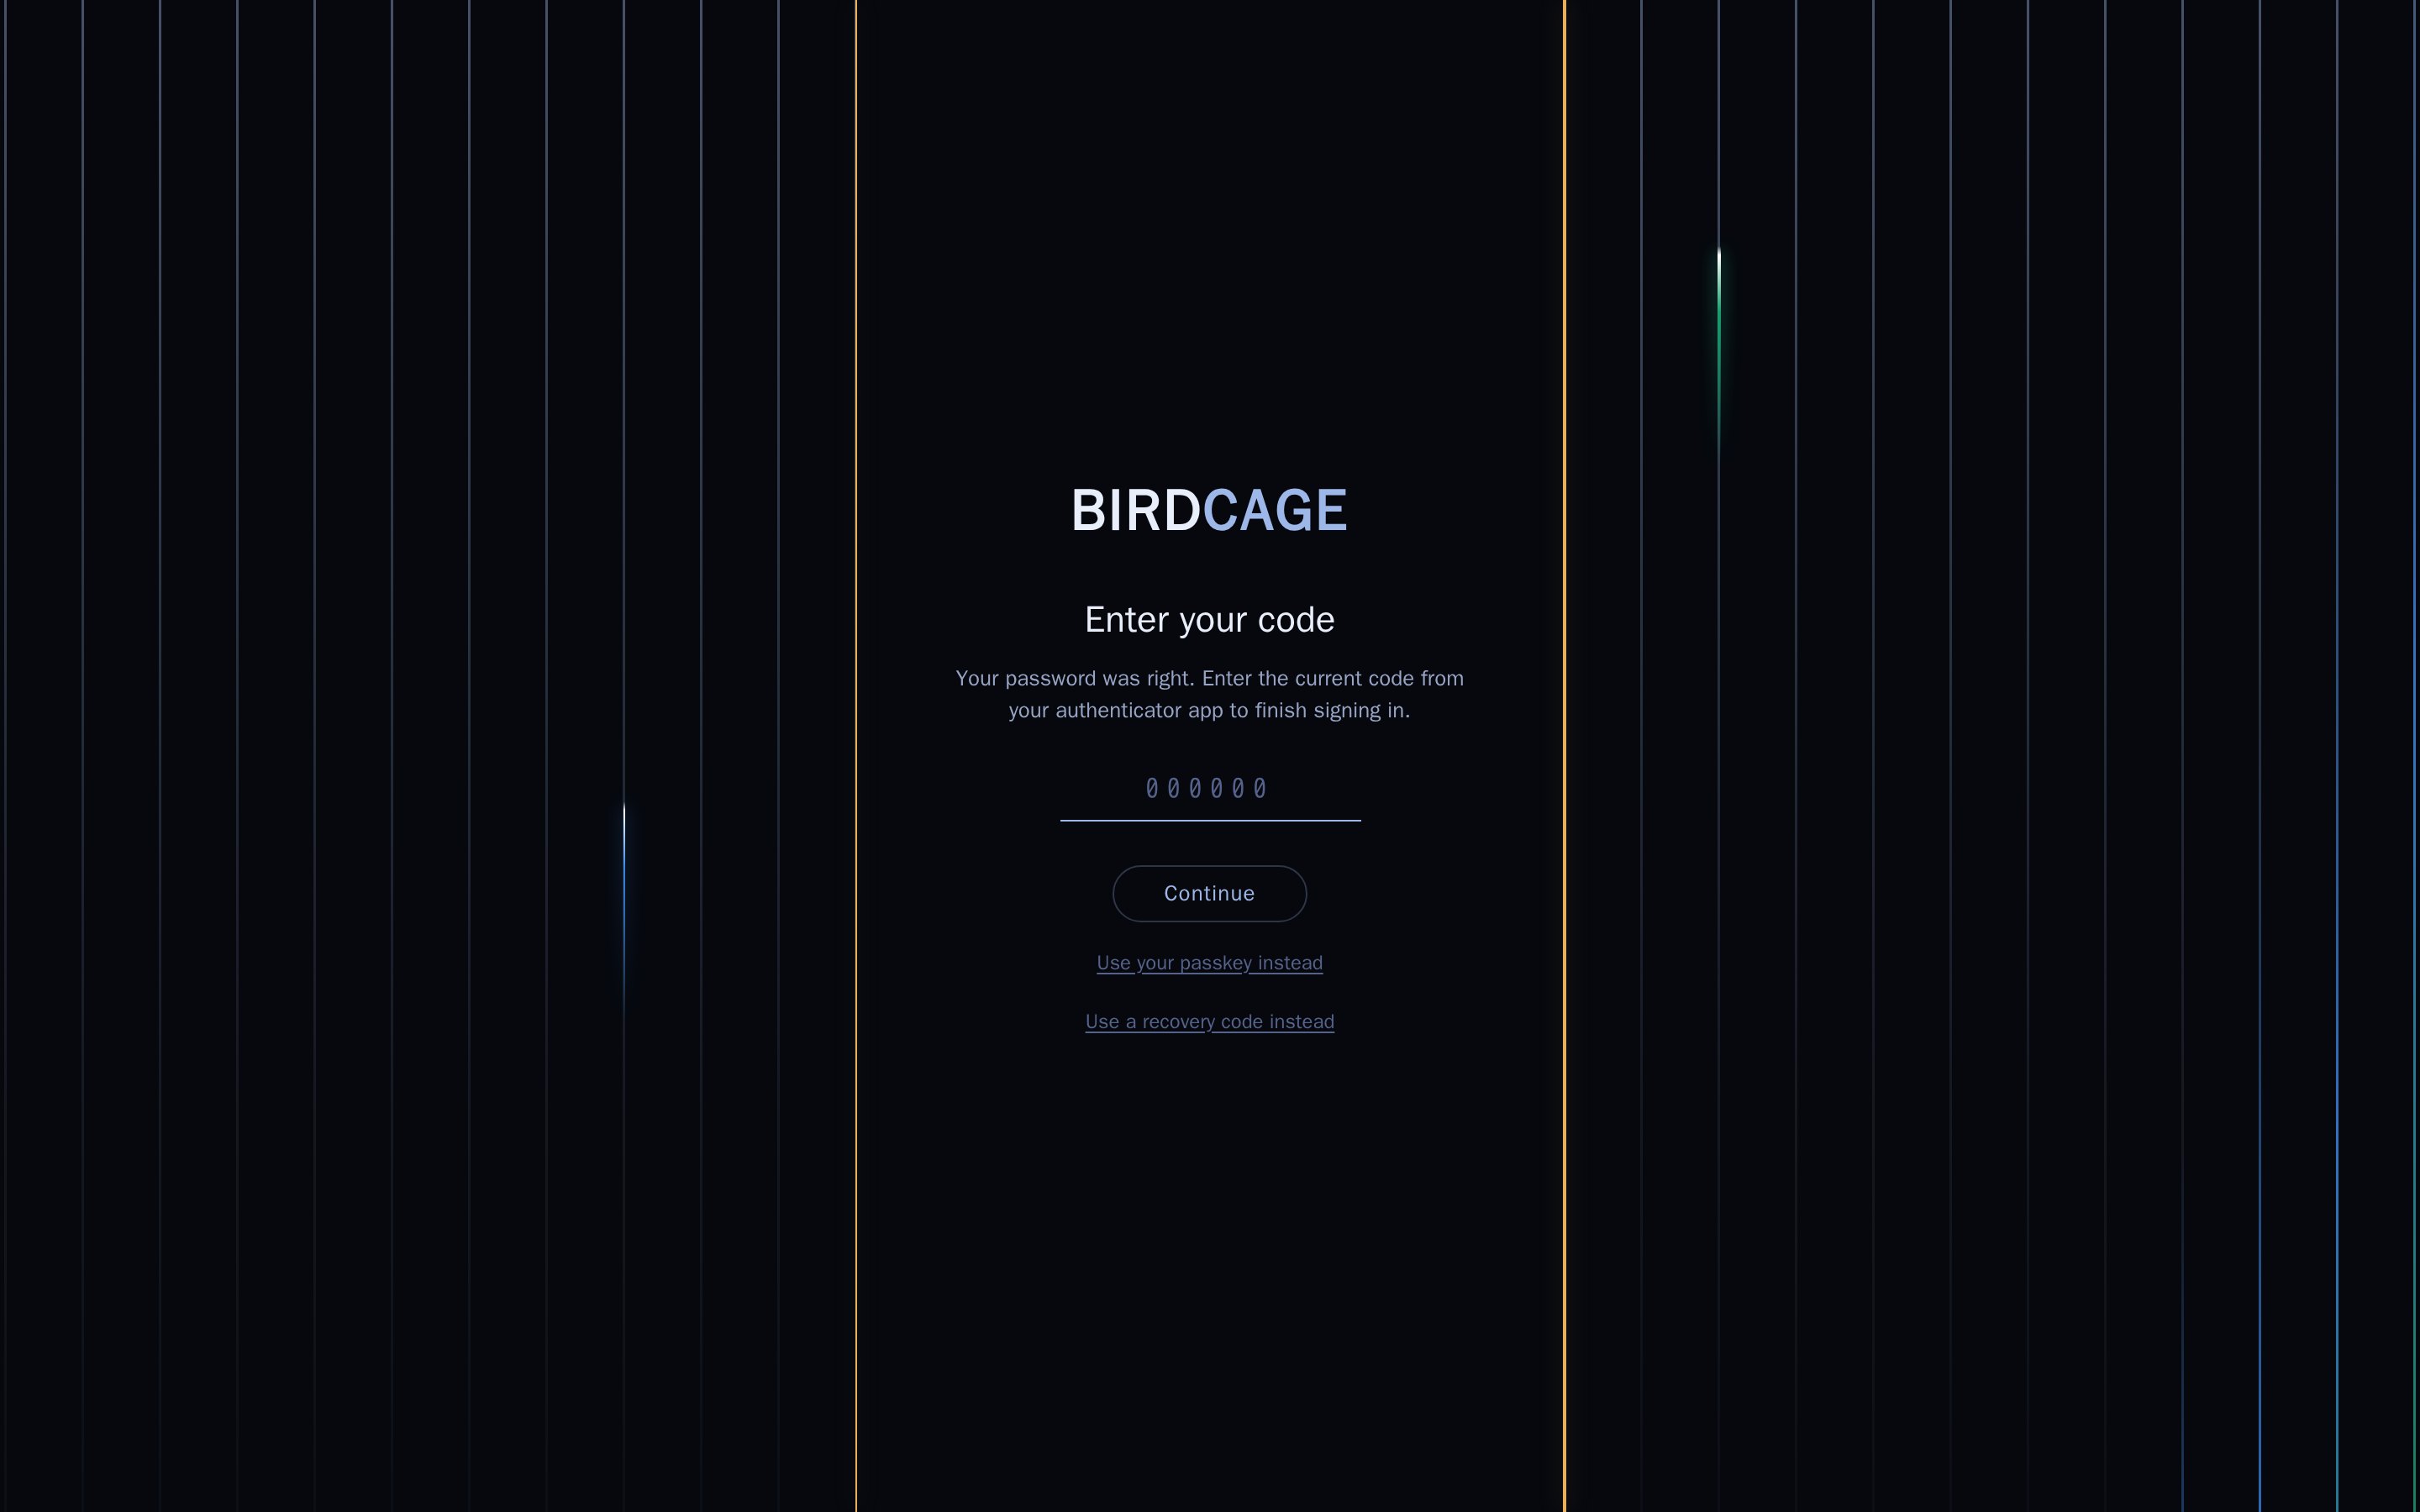 BIRDCAGE
Enter your code
Your password was right. Enter the current code from
your authenticator app to finish signing in.
000000
Continue
Use your passkey instead
Use a recovery code instead